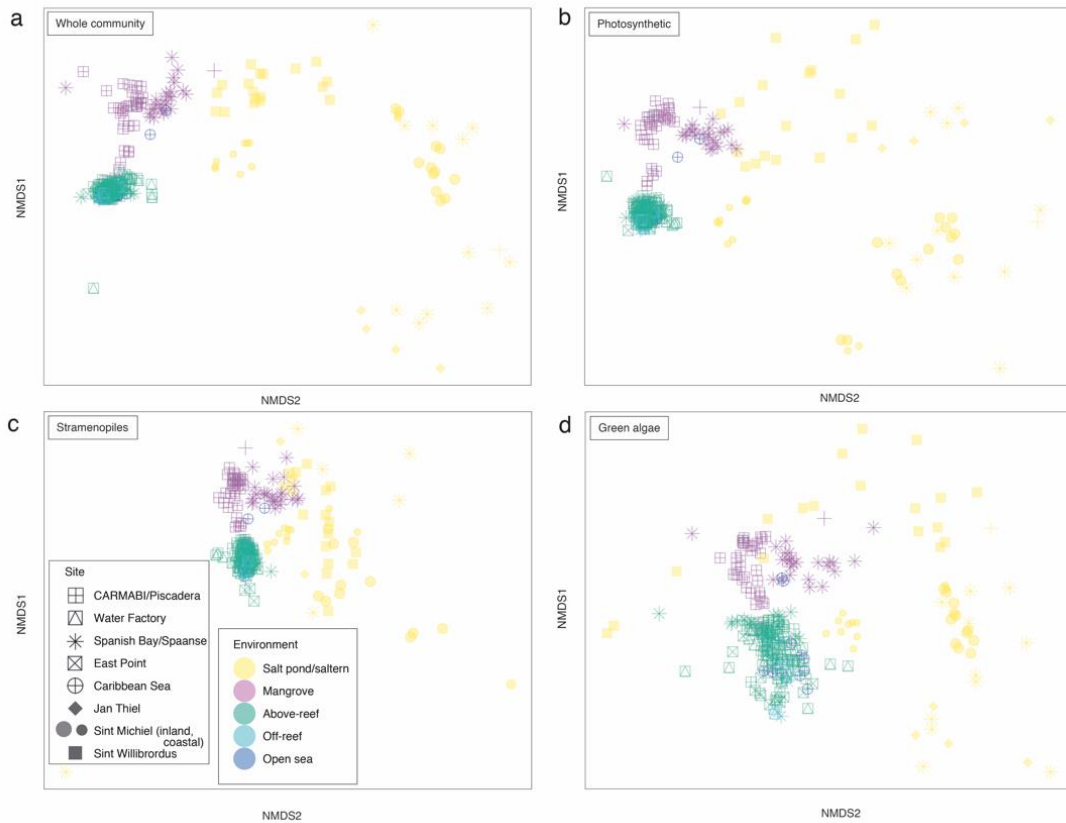 a
Whole community
NMDS1
NMDS2
b
Photosynthetic
NMDS1
NMDS2
c
Stramenopiles
NMDS1
NMDS2
Site
CARMABI/Piscadera
Water Factory
Spanish Bay/Spaanse
East Point
Caribbean Sea
Jan Thiel
Sint Michiel (inland,
coastal)
Sint Willibrordus
Environment
Salt pond/saltern
Mangrove
Above-reef
Off-reef
Open sea
d
Green algae
NMDS1
NMDS2